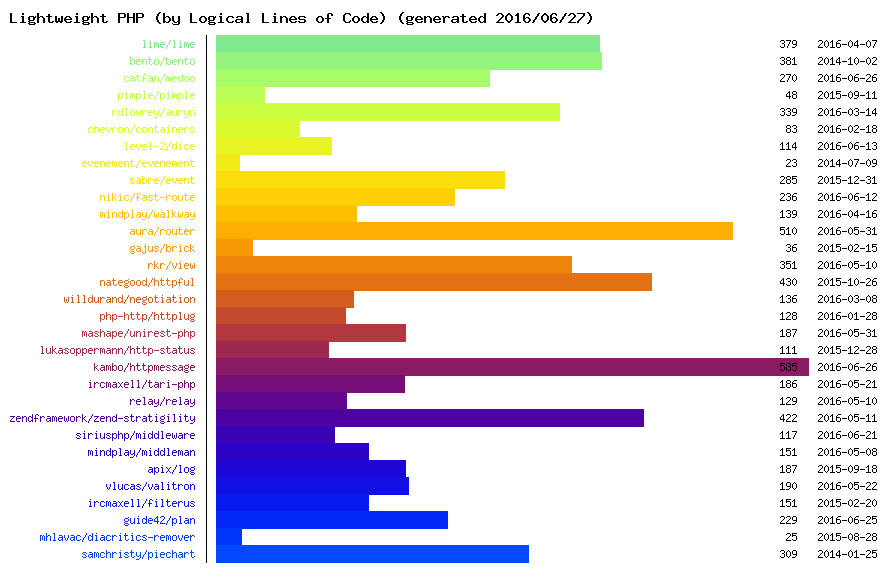 Lightweight PHP (by Logical Lines of Code) (generated 2016/06/27)
lime/lime 379 2016-04-07
bento/bento 381 2014-10-02
catfan/medoo 270 2016-06-26
pimple/pimple 48 2015-09-11
rdlowrey/auryn 339 2016-03-14
chevron/containers 83 2016-02-18
level-2/dice 114 2016-06-13
evenement/evenement 23 2014-07-09
sabre/event 285 2015-12-31
nikic/fast-route 236 2016-06-12
mindplay/walkway 139 2016-04-16
aura/router 510 2016-05-31
gajus/brick 36 2015-02-15
rkr/view 351 2016-05-10
nategood/httpful 430 2015-10-26
willdurand/negotiation 136 2016-03-08
php-http/httplug 128 2016-01-28
mashape/unirest-php 187 2016-05-31
lukasoppermann/http-status 111 2015-12-28
kambo/httpmessage 585 2016-06-26
ircmaxell/tari-php 186 2016-05-21
relay/relay 129 2016-05-10
zendframework/zend-stratigility 422 2016-05-11
siriusphp/middleware 117 2016-06-21
mindplay/middleman 151 2016-05-08
apix/log 187 2015-09-18
vlucas/valitron 190 2016-05-22
ircmaxell/filterus 151 2015-02-20
guide42/plan 229 2016-06-25
mhlavac/diacritics-remover 25 2015-08-28
samchristy/piechart 309 2014-01-25